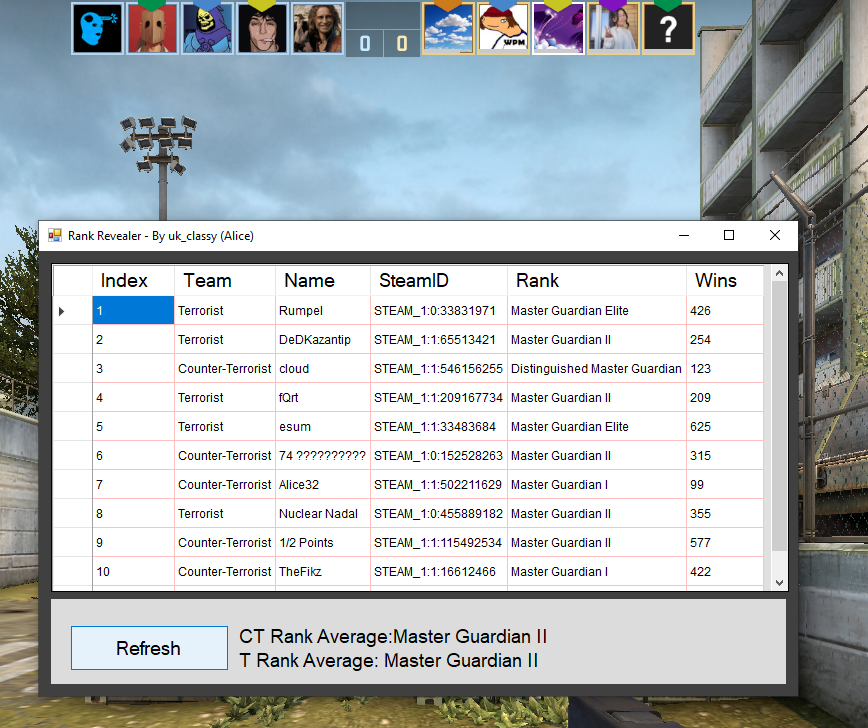 0 0
WPM
?
Rank Revealer - By uk_classy (Alice)
Index Team Name SteamID Rank Wins
1 Terrorist Rumpel STEAM_1:0:33831971 Master Guardian Elite 426
2 Terrorist DeDKazantip STEAM_1:1:65513421 Master Guardian II 254
3 Counter-Terrorist cloud STEAM_1:1:546156255 Distinguished Master Guardian 123
4 Terrorist fQrt STEAM_1:1:209167734 Master Guardian II 209
5 Terrorist esum STEAM_1:1:33483684 Master Guardian Elite 625
6 Counter-Terrorist 74 ?????????? STEAM_1:0:152528263 Master Guardian II 315
7 Counter-Terrorist Alice32 STEAM_1:1:502211629 Master Guardian I 99
8 Terrorist Nuclear Nadal STEAM_1:0:455889182 Master Guardian II 355
9 Counter-Terrorist 1/2 Points STEAM_1:1:115492534 Master Guardian II 577
10 Counter-Terrorist TheFikz STEAM_1:1:16612466 Master Guardian I 422
Refresh
CT Rank Average:Master Guardian II
T Rank Average: Master Guardian II